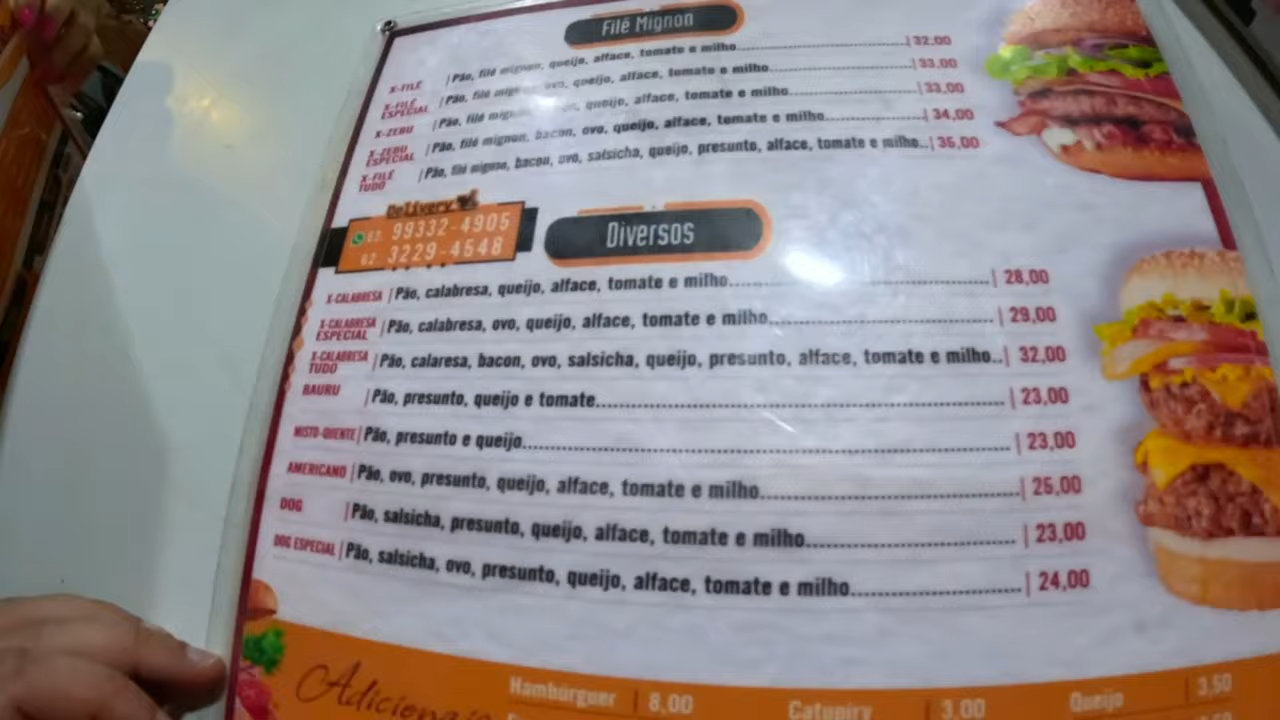 Filé Mignon
X-FILÉ | Pão, filé mignon, queijo, alface, tomate e milho | 32,00
X-FILÉ ESPECIAL | Pão, filé mignon, ovo, queijo, alface, tomate e milho | 33,00
X-ZEBU | Pão, filé mignon, queijo, alface, tomate e milho | 33,00
X-ZEBU ESPECIAL | Pão, filé mignon, bacon, ovo, queijo, alface, tomate e milho | 34,00
X-FILÉ TUDO | Pão, filé mignon, bacon, ovo, salsicha, queijo, presunto, alface, tomate e milho.. | 35,00
Delivery
62. 99332-4905
62. 3229-4548
Diversos
X-CALABRESA | Pão, calabresa, queijo, alface, tomate e milho | 28,00
X-CALABRESA ESPECIAL | Pão, calabresa, ovo, queijo, alface, tomate e milho | 29,00
X-CALABRESA TUDO | Pão, calaresa, bacon, ovo, salsicha, queijo, presunto, alface, tomate e milho.. | 32,00
BAURU | Pão, presunto, queijo e tomate | 23,00
MISTO-QUENTE | Pão, presunto e queijo | 23,00
AMERICANO | Pão, ovo, presunto, queijo, alface, tomate e milho | 25,00
DOG | Pão, salsicha, presunto, queijo, alface, tomate e milho | 23,00
DOG ESPECIAL | Pão, salsicha, ovo, presunto, queijo, alface, tomate e milho | 24,00
Adicionais
Hambúrguer | 8,00 Catupiry | 3,00 Queijo | 3,50